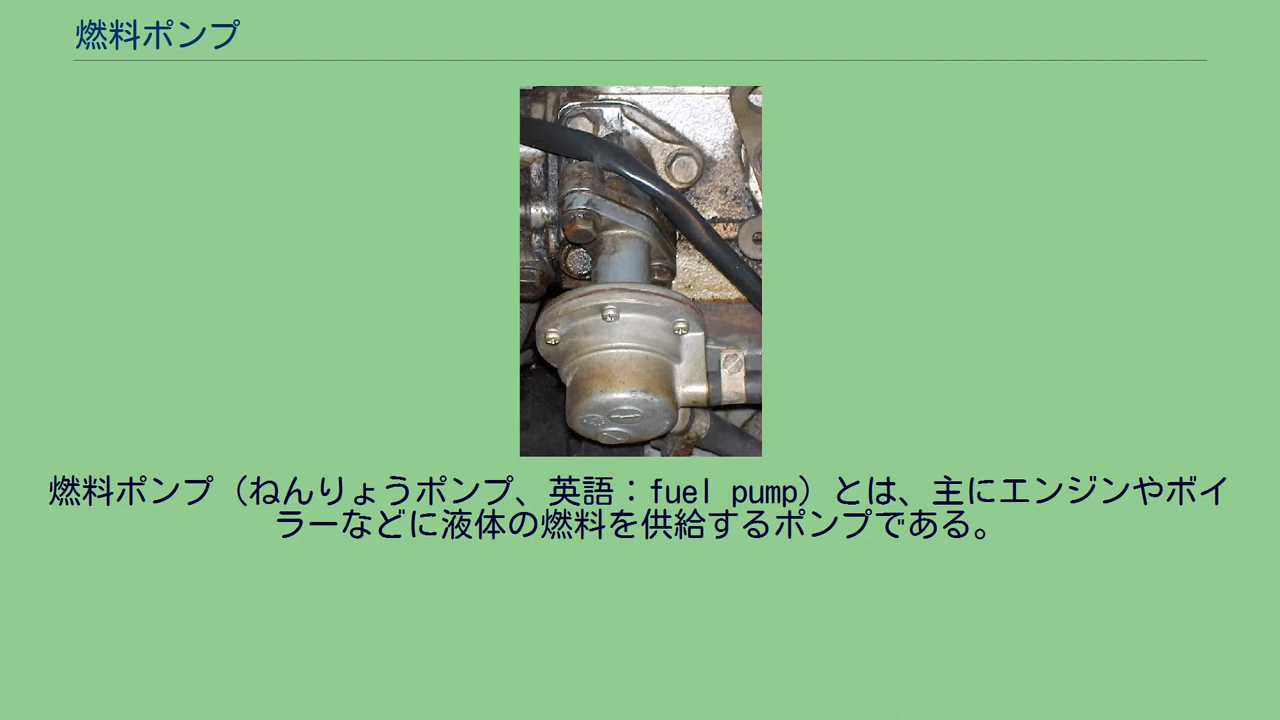 燃料ポンプ
燃料ポンプ（ねんりょうポンプ、英語：fuel pump）とは、主にエンジンやボイ
ラーなどに液体の燃料を供給するポンプである。